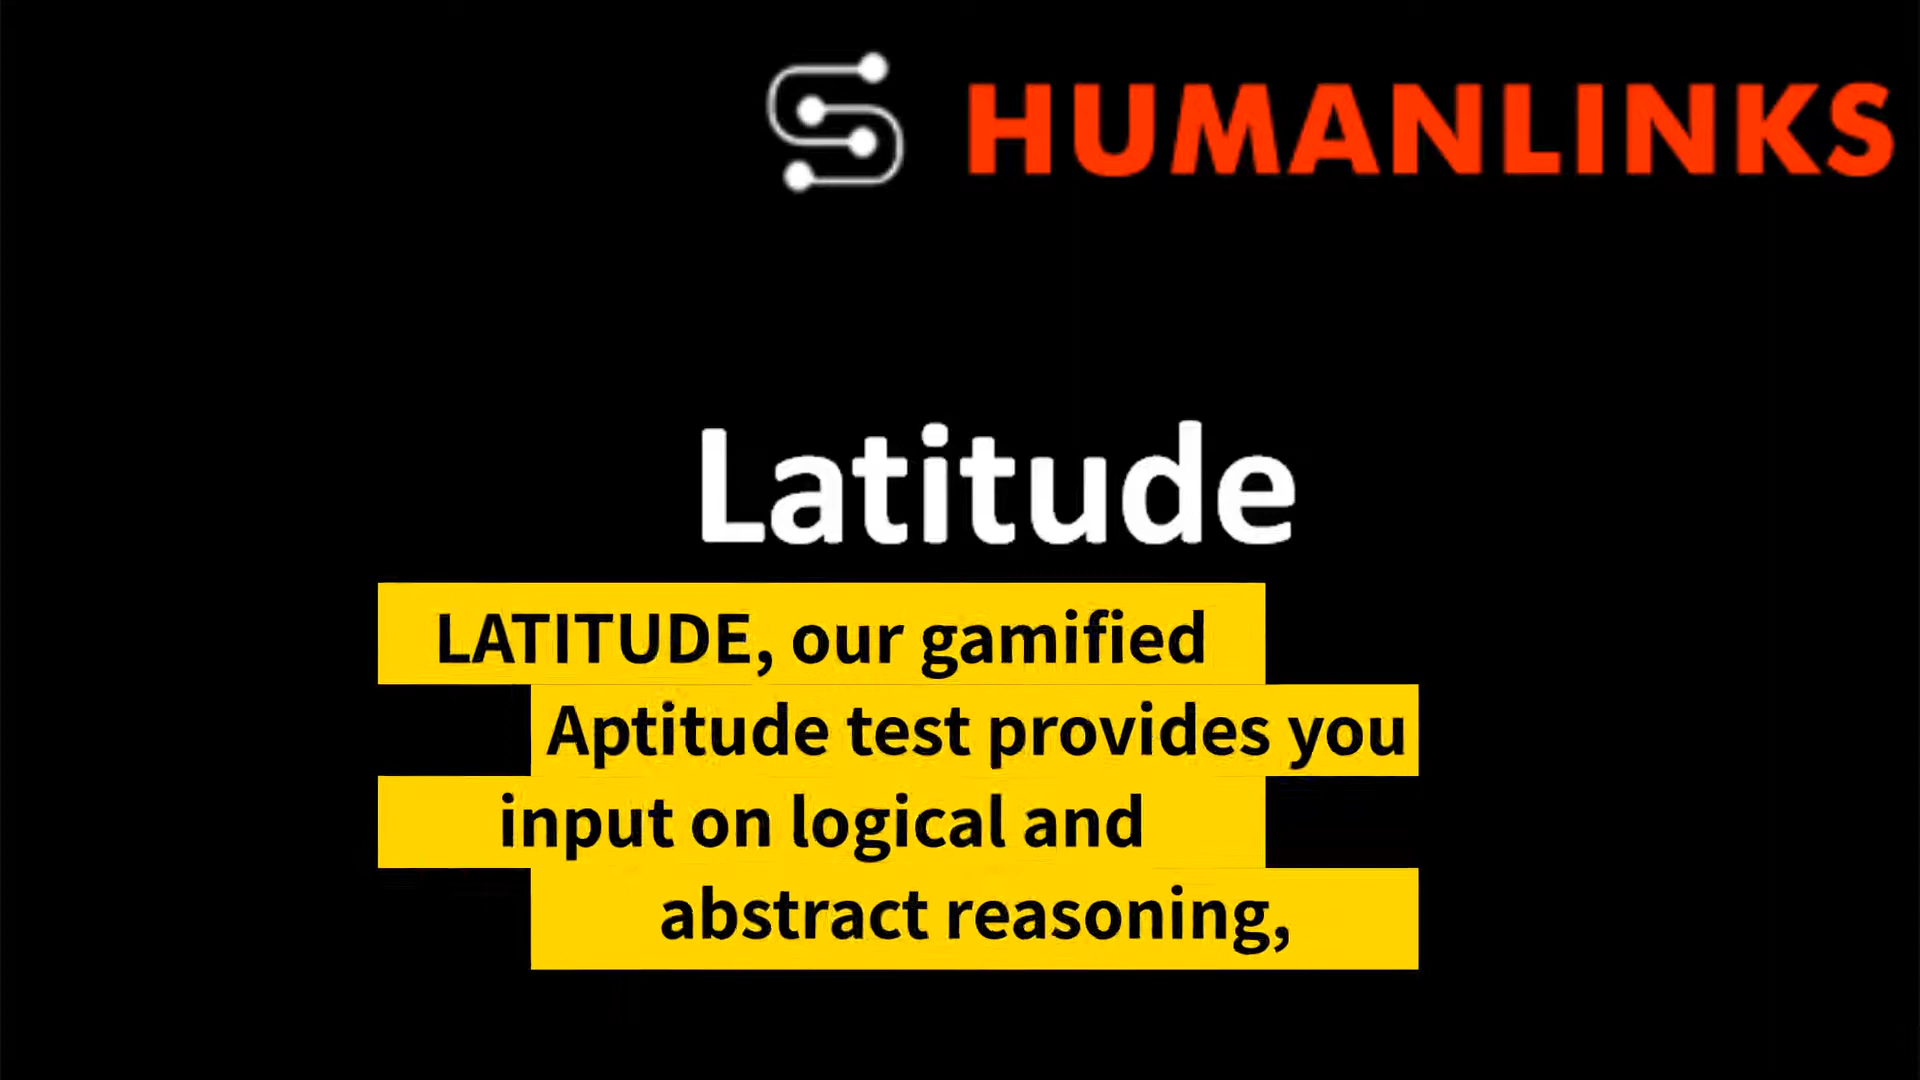 HUMANLINKS
Latitude
LATITUDE, our gamified
Aptitude test provides you
input on logical and
abstract reasoning,